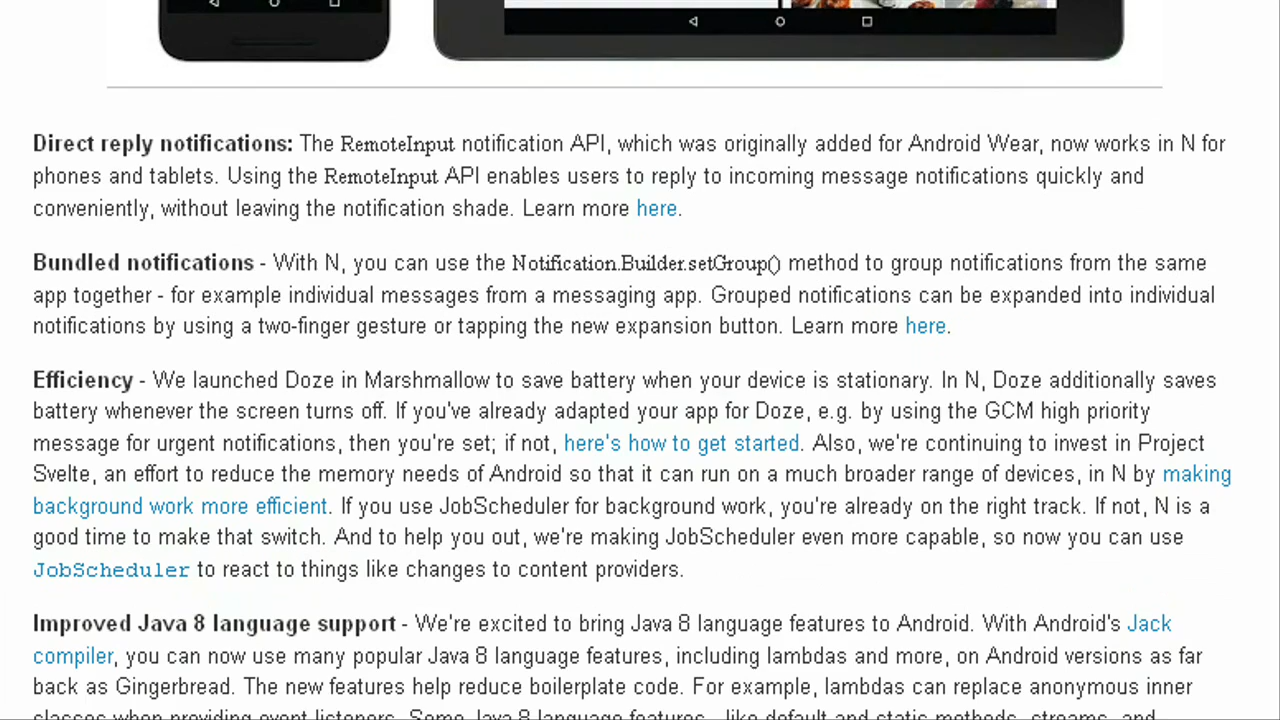 Direct reply notifications: The RemoteInput notification API, which was originally added for Android Wear, now works in N for
phones and tablets. Using the RemoteInput API enables users to reply to incoming message notifications quickly and
conveniently, without leaving the notification shade. Learn more here.
Bundled notifications - With N, you can use the Notification.Builder.setGroup() method to group notifications from the same
app together - for example individual messages from a messaging app. Grouped notifications can be expanded into individual
notifications by using a two-finger gesture or tapping the new expansion button. Learn more here.
Efficiency - We launched Doze in Marshmallow to save battery when your device is stationary. In N, Doze additionally saves
battery whenever the screen turns off. If you've already adapted your app for Doze, e.g. by using the GCM high priority
message for urgent notifications, then you're set; if not, here's how to get started. Also, we're continuing to invest in Project
Svelte, an effort to reduce the memory needs of Android so that it can run on a much broader range of devices, in N by making
background work more efficient. If you use JobScheduler for background work, you're already on the right track. If not, N is a
good time to make that switch. And to help you out, we're making JobScheduler even more capable, so now you can use
JobScheduler to react to things like changes to content providers.
Improved Java 8 language support - We're excited to bring Java 8 language features to Android. With Android's Jack
compiler, you can now use many popular Java 8 language features, including lambdas and more, on Android versions as far
back as Gingerbread. The new features help reduce boilerplate code. For example, lambdas can replace anonymous inner
classes when providing event listeners. Some Java 8 language features - like default and static methods, streams, and